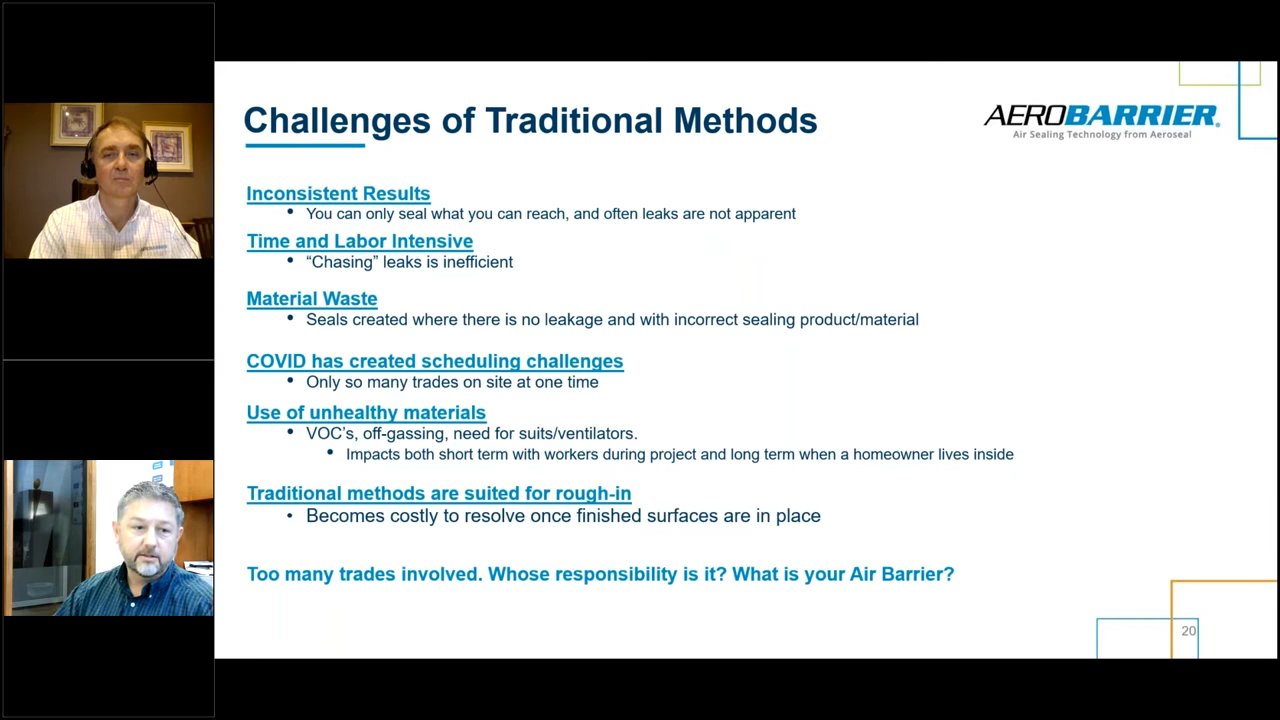 Challenges of Traditional Methods
AEROBARRIER®
Air Sealing Technology from Aeroseal
Inconsistent Results
• You can only seal what you can reach, and often leaks are not apparent
Time and Labor Intensive
• “Chasing” leaks is inefficient
Material Waste
• Seals created where there is no leakage and with incorrect sealing product/material
COVID has created scheduling challenges
• Only so many trades on site at one time
Use of unhealthy materials
• VOC’s, off-gassing, need for suits/ventilators.
• Impacts both short term with workers during project and long term when a homeowner lives inside
Traditional methods are suited for rough-in
• Becomes costly to resolve once finished surfaces are in place
Too many trades involved. Whose responsibility is it? What is your Air Barrier?
20